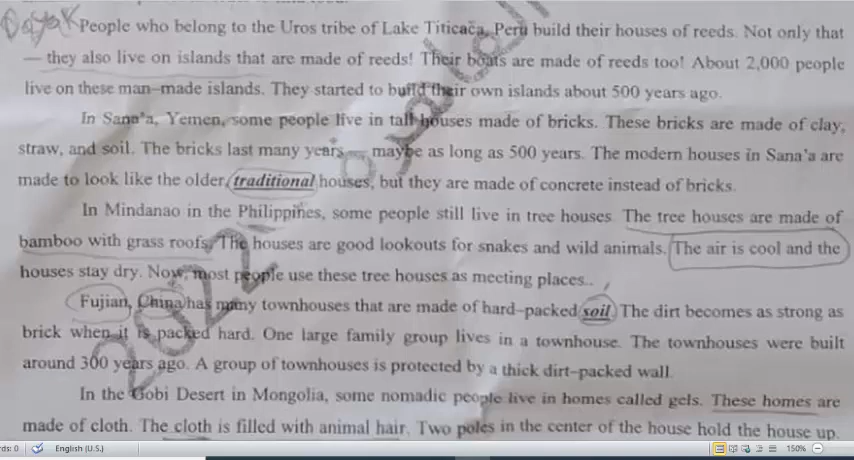 People who belong to the Uros tribe of Lake Titicaca, Peru build their houses of reeds. Not only that
— they also live on islands that are made of reeds! Their boats are made of reeds too! About 2,000 people
live on these man–made islands. They started to build their own islands about 500 years ago.
In Sana'a, Yemen, some people live in tall houses made of bricks. These bricks are made of clay,
straw, and soil. The bricks last many years — maybe as long as 500 years. The modern houses in Sana'a are
made to look like the older traditional houses, but they are made of concrete instead of bricks.
In Mindanao in the Philippines, some people still live in tree houses The tree houses are made of
bamboo with grass roofs. The houses are good lookouts for snakes and wild animals. The air is cool and the
houses stay dry. Now, most people use these tree houses as meeting places..
Fujian, China has many townhouses that are made of hard–packed soil. The dirt becomes as strong as
brick when it is packed hard. One large family group lives in a townhouse. The townhouses were built
around 300 years ago. A group of townhouses is protected by a thick dirt–packed wall.
In the Gobi Desert in Mongolia, some nomadic people live in homes called gels. These homes are
made of cloth. The cloth is filled with animal hair. Two poles in the center of the house hold the house up.
rds: 0 English (U.S.) 150%
2022